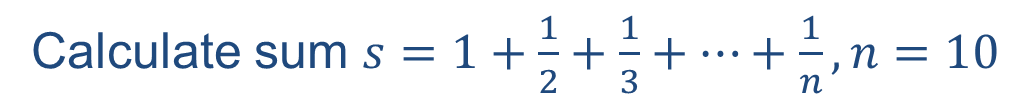 Calculate sum s = 1 + 1/2 + 1/3 + ⋯ + 1/n, n = 10